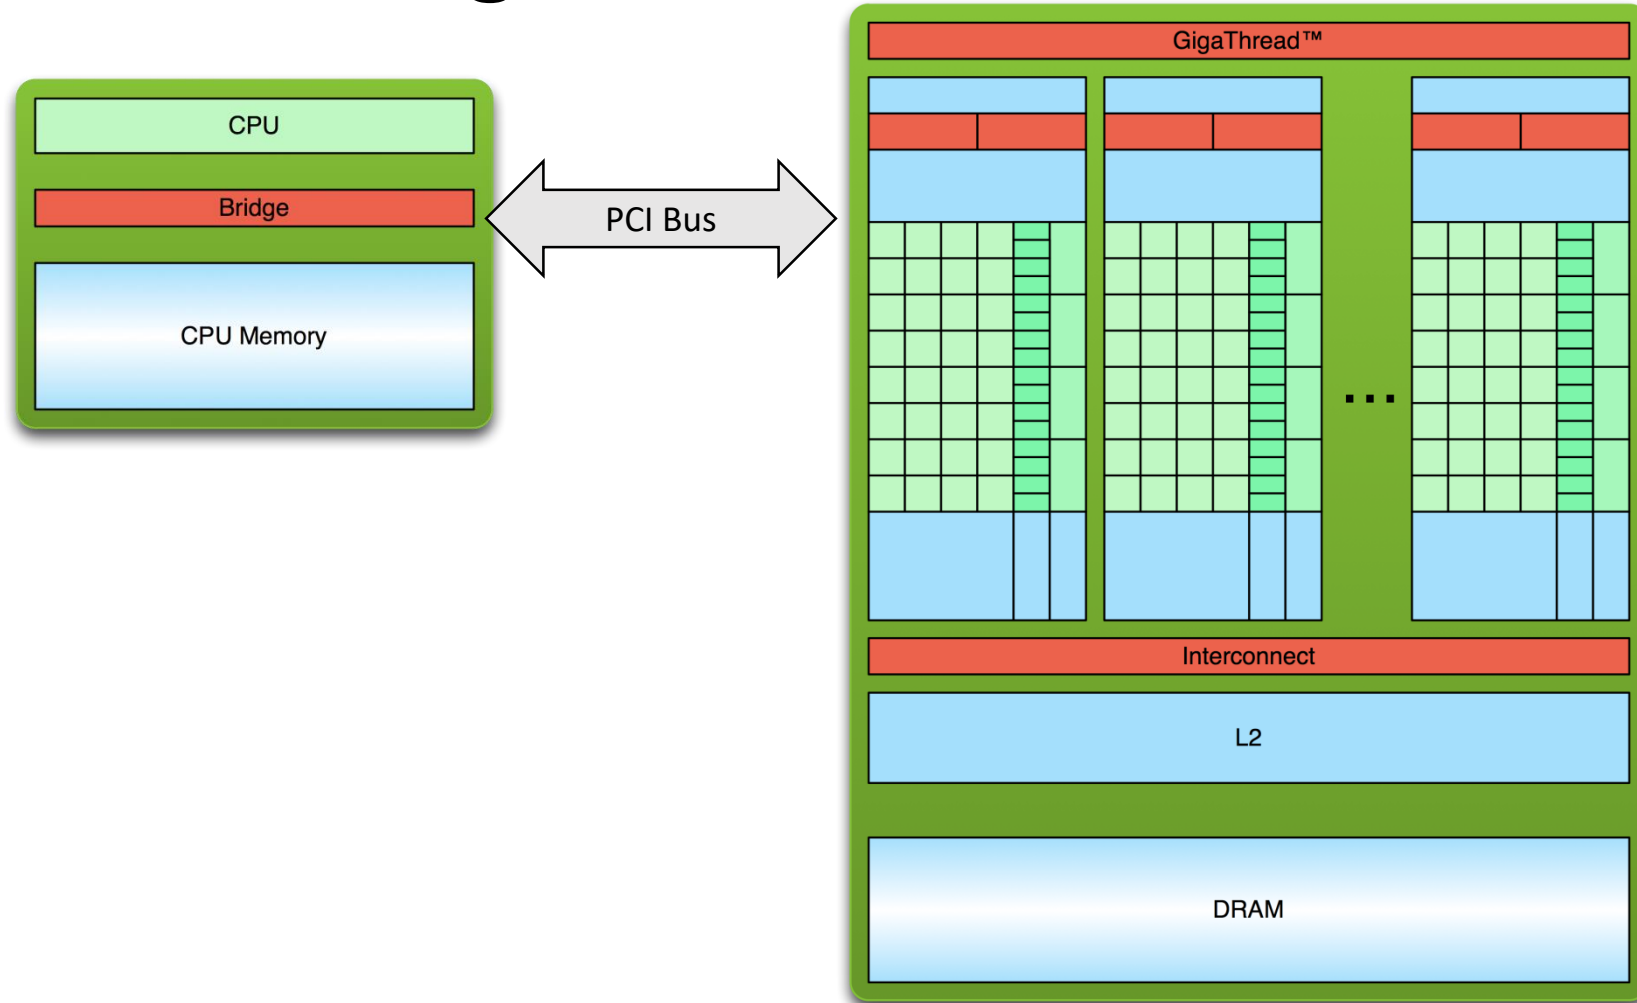 CPU
Bridge
CPU Memory
PCI Bus
GigaThread™
...
Interconnect
L2
DRAM